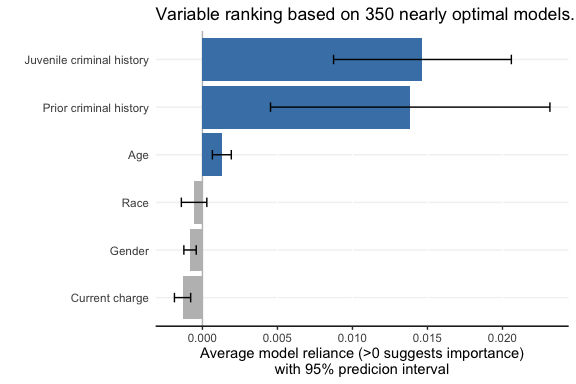 Variable ranking based on 350 nearly optimal models.
Juvenile criminal history
Prior criminal history
Age
Race
Gender
Current charge
0.000 0.005 0.010 0.015 0.020
Average model reliance (>0 suggests importance)
with 95% predicion interval